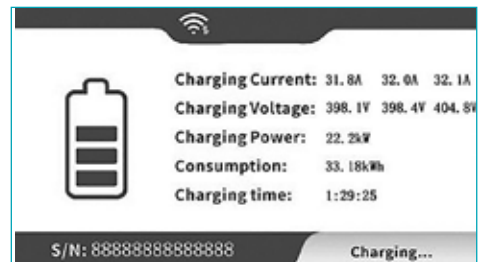 Charging Current: 31.8A 32.0A 32.1A
Charging Voltage: 398.1V 398.4V 404.8V
Charging Power: 22.2kW
Consumption: 33.18kWh
Charging time: 1:29:25
S/N: 88888888888888
Charging...